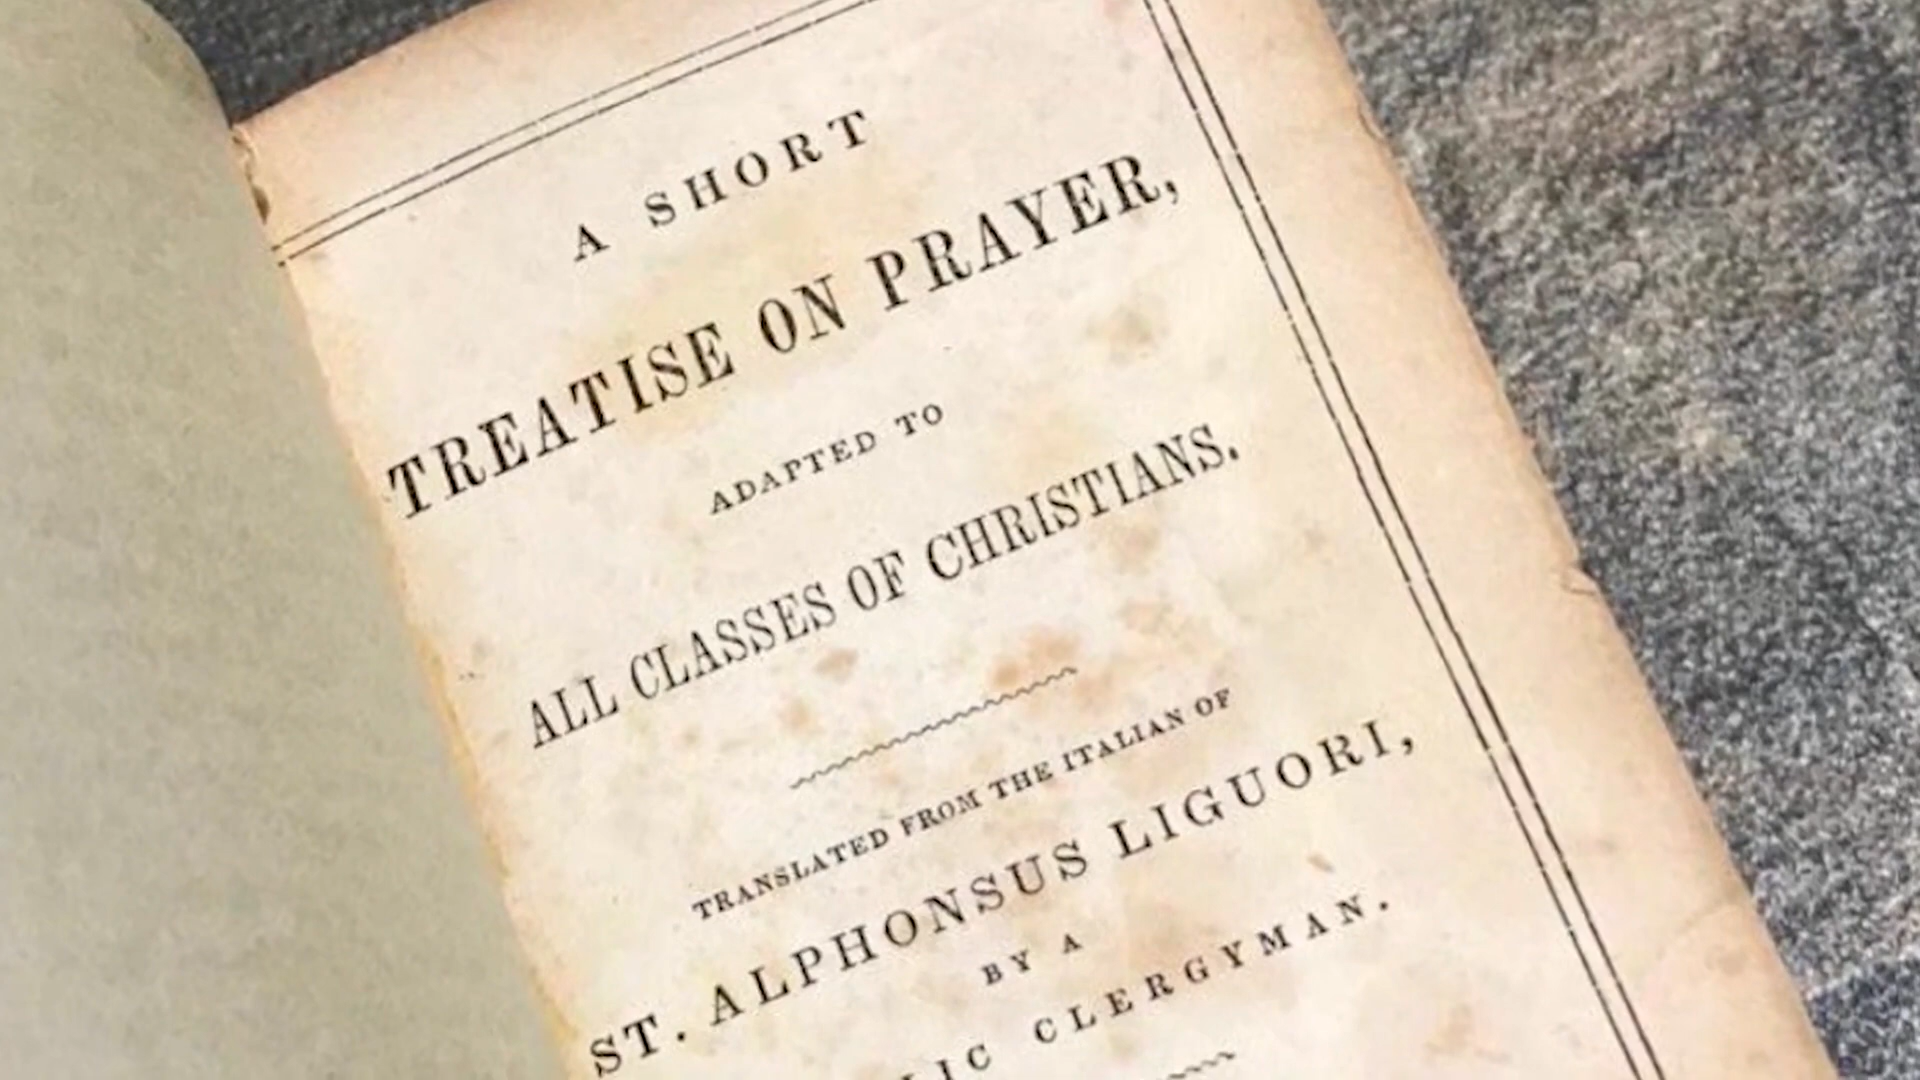 A SHORT
TREATISE ON PRAYER,
ADAPTED TO
ALL CLASSES OF CHRISTIANS.
TRANSLATED FROM THE ITALIAN OF
ST. ALPHONSUS LIGUORI,
BY A
CLERGYMAN.